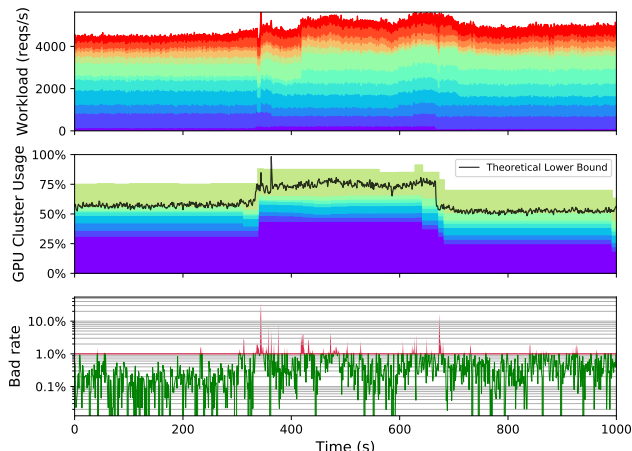 Workload (reqs/s)
4000
2000
0
GPU Cluster Usage
100%
75%
50%
25%
0%
Theoretical Lower Bound
Bad rate
10.0%
1.0%
0.1%
0 200 400 600 800 1000
Time (s)